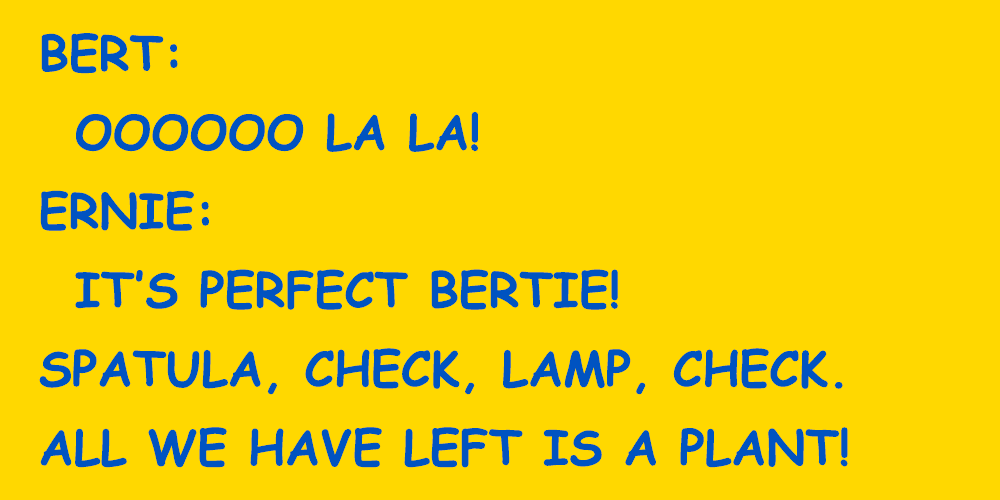 BERT:
OOOOOO LA LA!
ERNIE:
IT'S PERFECT BERTIE!
SPATULA, CHECK, LAMP, CHECK.
ALL WE HAVE LEFT IS A PLANT!